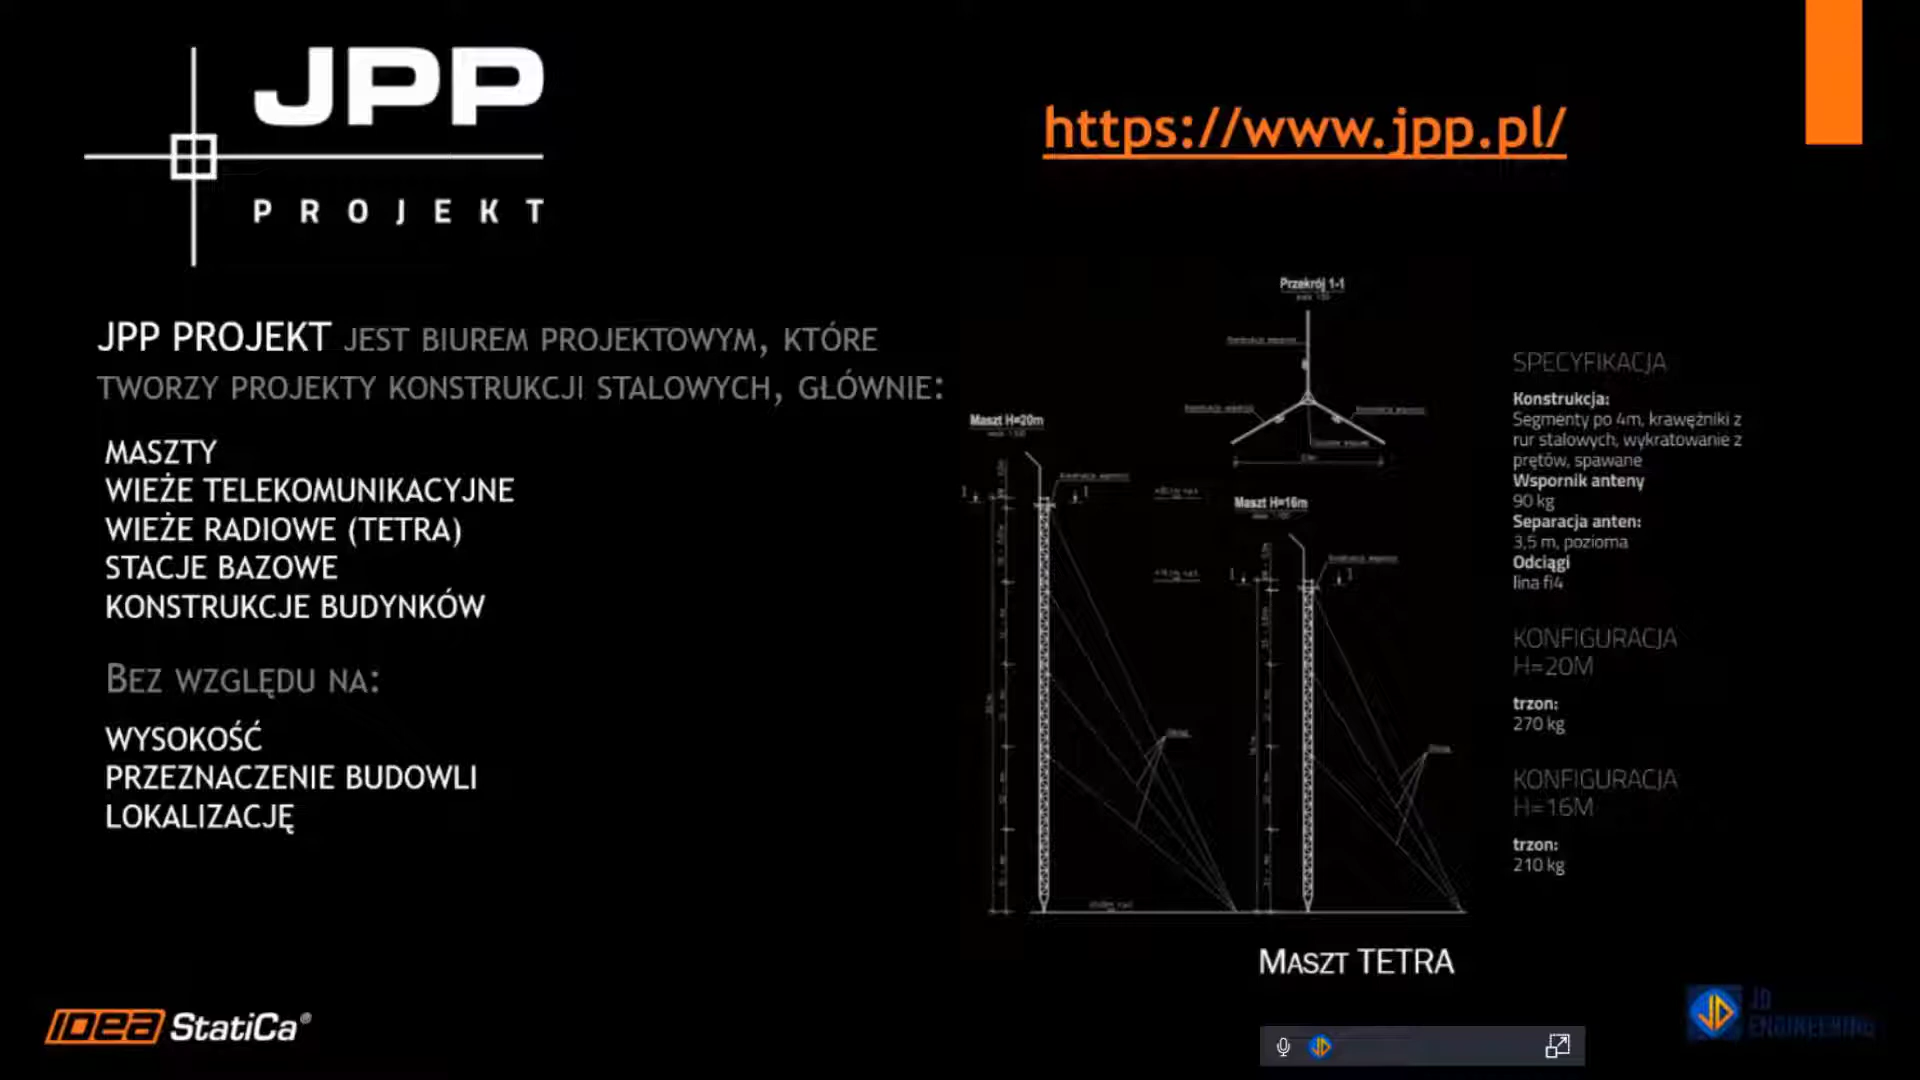 JPP
PROJEKT
https://www.jpp.pl/
JPP PROJEKT JEST BIUREM PROJEKTOWYM, KTÓRE
TWORZY PROJEKTY KONSTRUKCJI STALOWYCH, GŁÓWNIE:
MASZTY
WIEŻE TELEKOMUNIKACYJNE
WIEŻE RADIOWE (TETRA)
STACJE BAZOWE
KONSTRUKCJE BUDYNKÓW
BEZ WZGLĘDU NA:
WYSOKOŚĆ
PRZEZNACZENIE BUDOWLI
LOKALIZACJĘ
Przekrój 1-1
Maszt H=20m
Maszt H=16m
SPECYFIKACJA
Konstrukcja:
Segmenty po 4m, krawężniki z
rur stalowych, wykratowanie z
prętów, spawane
Wspornik anteny
90 kg
Separacja anten:
3,5 m, pozioma
Odciągi
lina fi4
KONFIGURACJA
H=20M
trzon:
270 kg
KONFIGURACJA
H=16M
trzon:
210 kg
MASZT TETRA
IDEA StatiCa®
JD
ENGINEERING